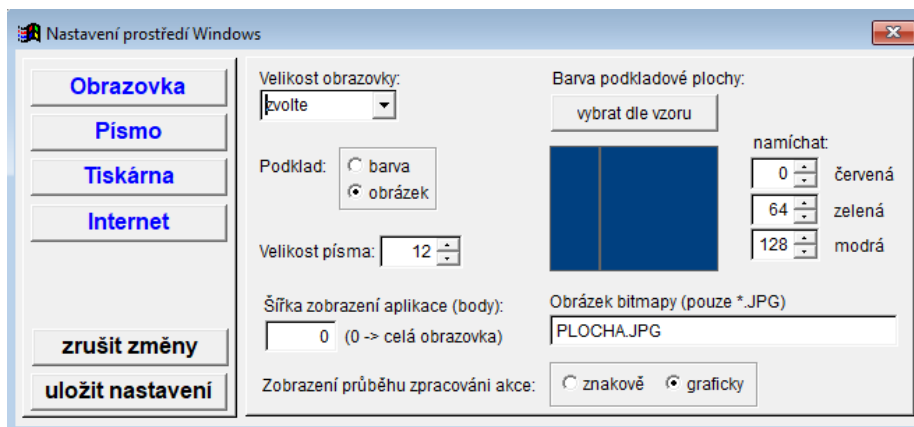 Nastavení prostředí Windows
Obrazovka
Písmo
Tiskárna
Internet
zrušit změny
uložit nastavení
Velikost obrazovky:
zvolte
Podklad:
barva
obrázek
Velikost písma: 12
Šířka zobrazení aplikace (body):
0 (0 -> celá obrazovka)
Zobrazení průběhu zpracováni akce: znakově graficky
Barva podkladové plochy:
vybrat dle vzoru
namíchat:
0 červená
64 zelená
128 modrá
Obrázek bitmapy (pouze *.JPG)
PLOCHA.JPG